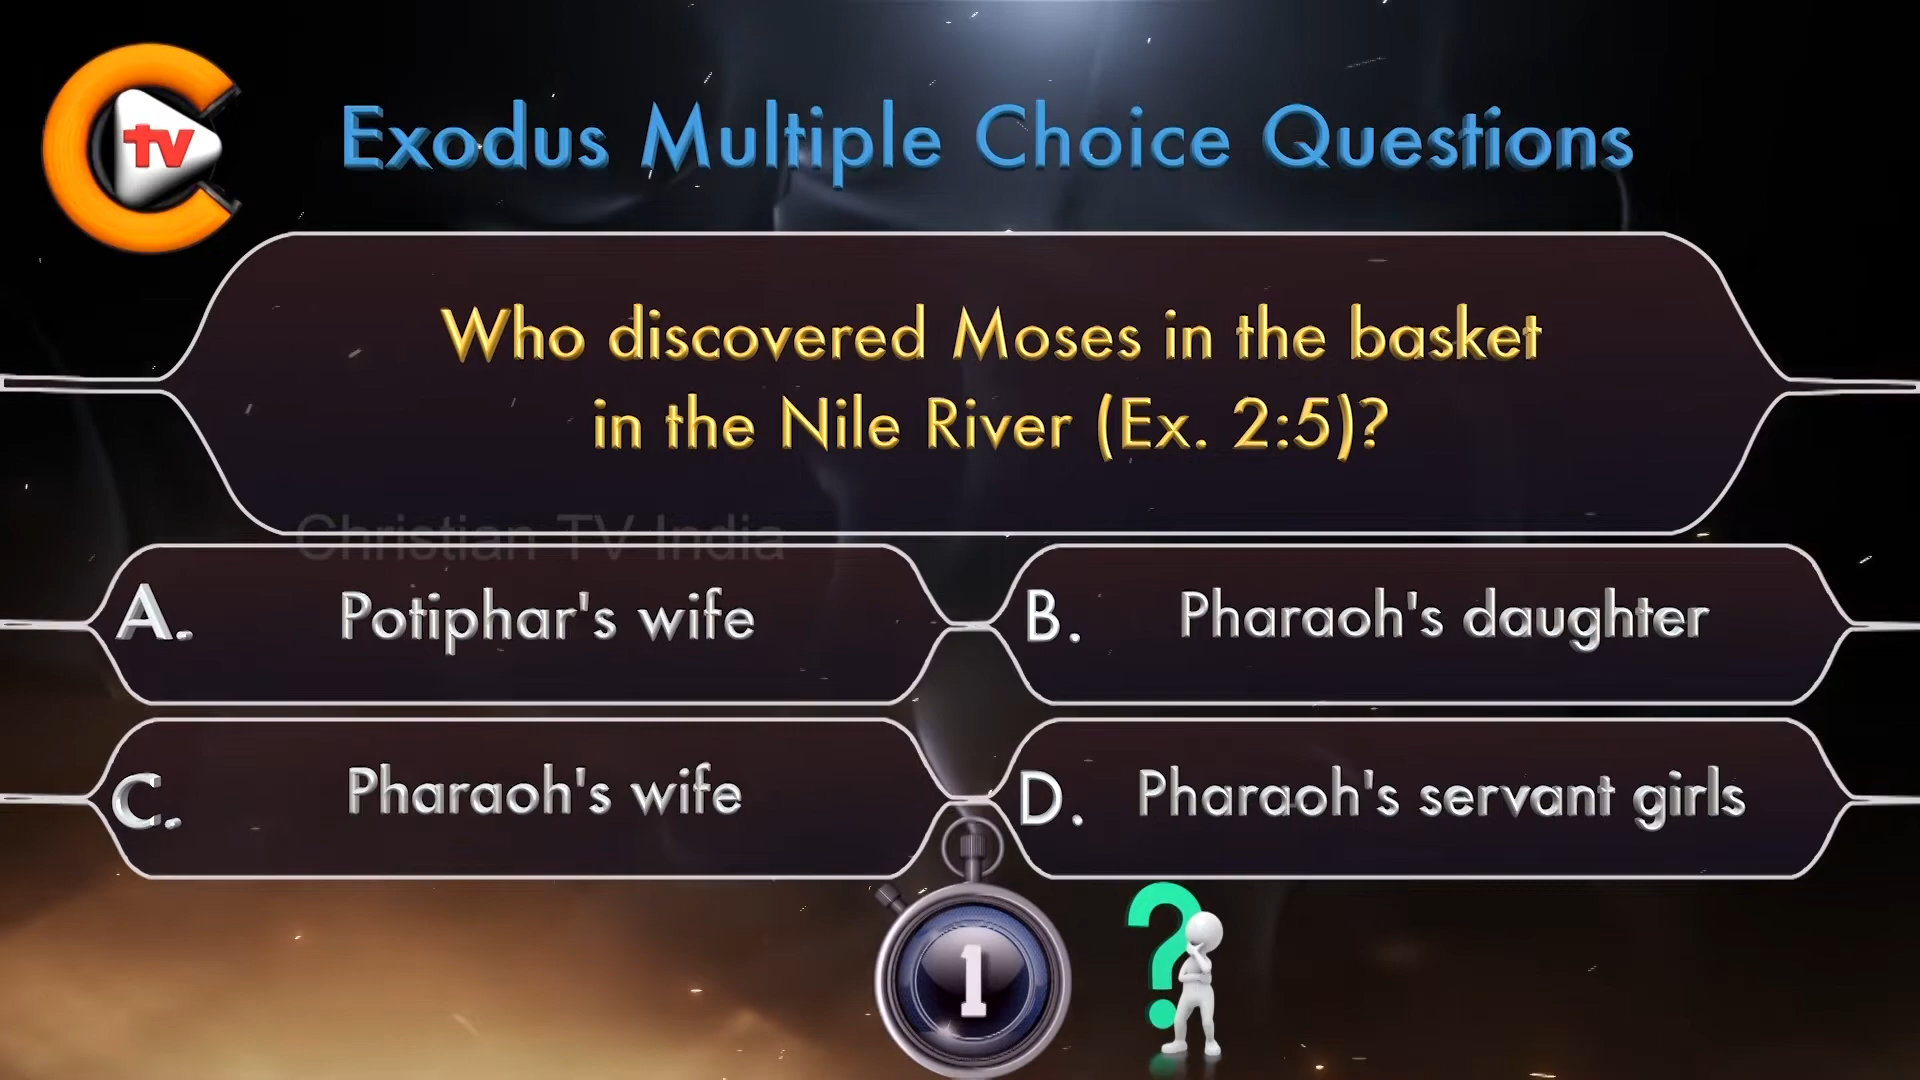 tv
Exodus Multiple Choice Questions
Who discovered Moses in the basket
in the Nile River (Ex. 2:5)?
Christian TV India
A. Potiphar's wife
B. Pharaoh's daughter
C. Pharaoh's wife
D. Pharaoh's servant girls
1
?